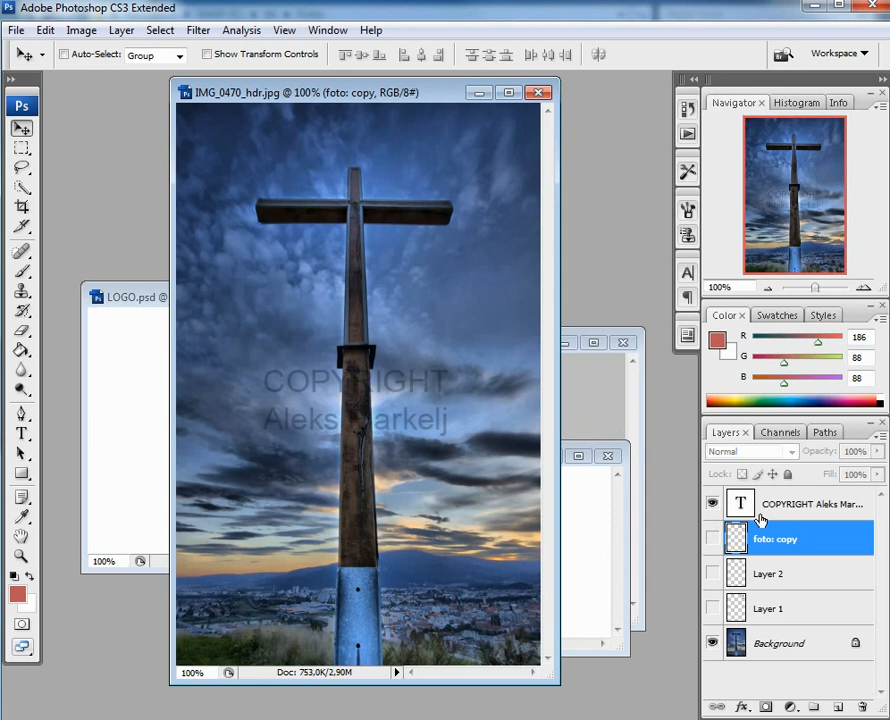 Adobe Photoshop CS3 Extended
File Edit Image Layer Select Filter Analysis View Window Help
Auto-Select: Group Show Transform Controls Workspace
Ps
IMG_0470_hdr.jpg @ 100% (foto: copy, RGB/8#)
Navigator Histogram Info
100%
LOGO.psd @
Color Swatches Styles
R 186
G 88
B 88
COPYRIGHT
Aleks Markelj
Layers Channels Paths
Normal Opacity: 100%
Lock: Fill: 100%
T COPYRIGHT Aleks Mar...
foto: copy
Layer 2
Layer 1
Background
100%
100% Doc: 753,0K/2,90M